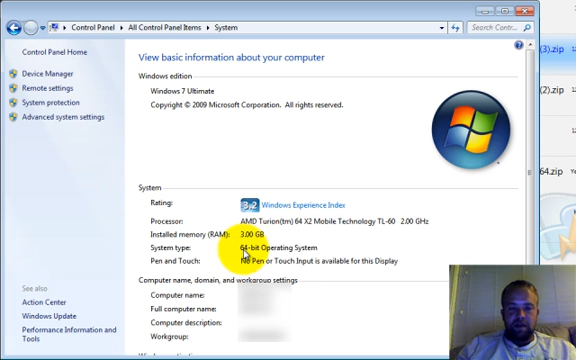 Control Panel ▸ All Control Panel Items ▸ System
Search Contr...
Control Panel Home
Device Manager
Remote settings
System protection
Advanced system settings
View basic information about your computer
Windows edition
Windows 7 Ultimate
Copyright © 2009 Microsoft Corporation. All rights reserved.
System
Rating: 3.2 Windows Experience Index
Processor: AMD Turion(tm) 64 X2 Mobile Technology TL-60 2.00 GHz
Installed memory (RAM): 3.00 GB
System type: 64-bit Operating System
Pen and Touch: No Pen or Touch Input is available for this Display
Computer name, domain, and workgroup settings
Computer name:
Full computer name:
Computer description:
Workgroup:
See also
Action Center
Windows Update
Performance Information and
Tools
(3).zip
(2).zip
64.zip